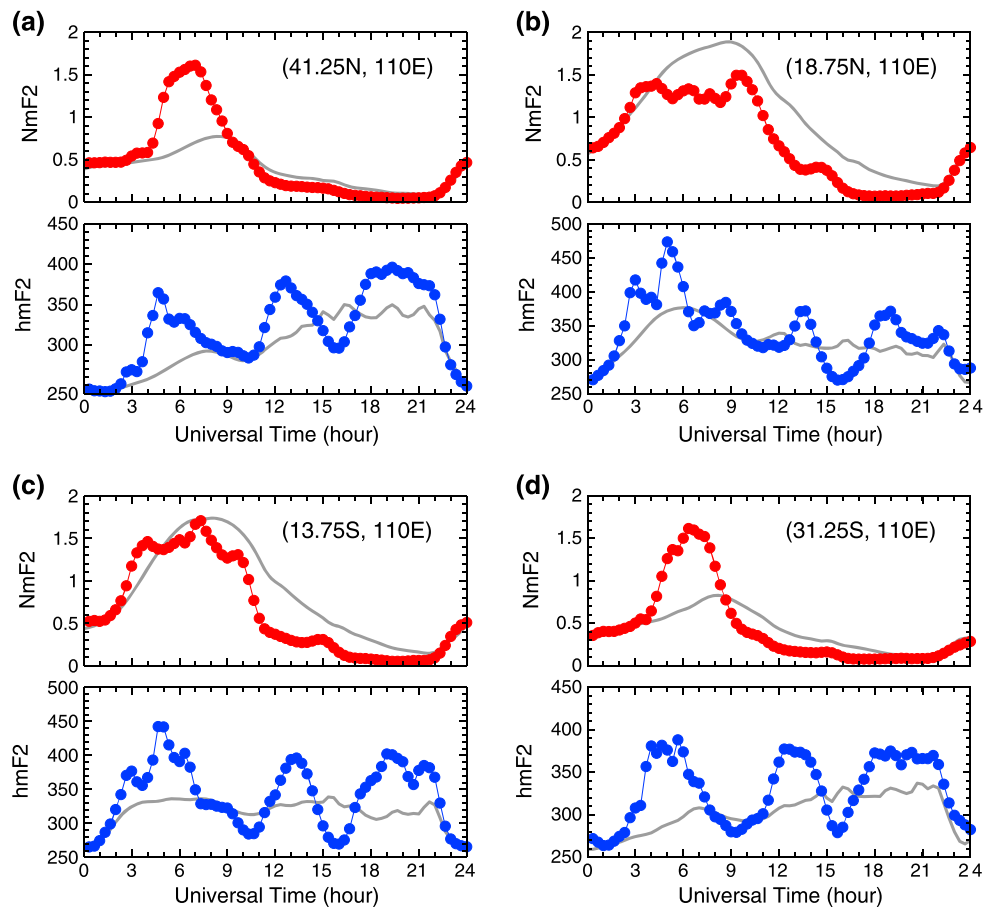 (a)
(b)
2
1.5
1
0.5
0
NmF2
(41.25N, 110E)
2
1.5
1
0.5
0
NmF2
(18.75N, 110E)
450
400
350
300
250
hmF2
0 3 6 9 12 15 18 21 24
Universal Time (hour)
500
450
400
350
300
250
hmF2
0 3 6 9 12 15 18 21 24
Universal Time (hour)
(c)
(d)
2
1.5
1
0.5
0
NmF2
(13.75S, 110E)
2
1.5
1
0.5
0
NmF2
(31.25S, 110E)
500
450
400
350
300
250
hmF2
0 3 6 9 12 15 18 21 24
Universal Time (hour)
450
400
350
300
250
hmF2
0 3 6 9 12 15 18 21 24
Universal Time (hour)